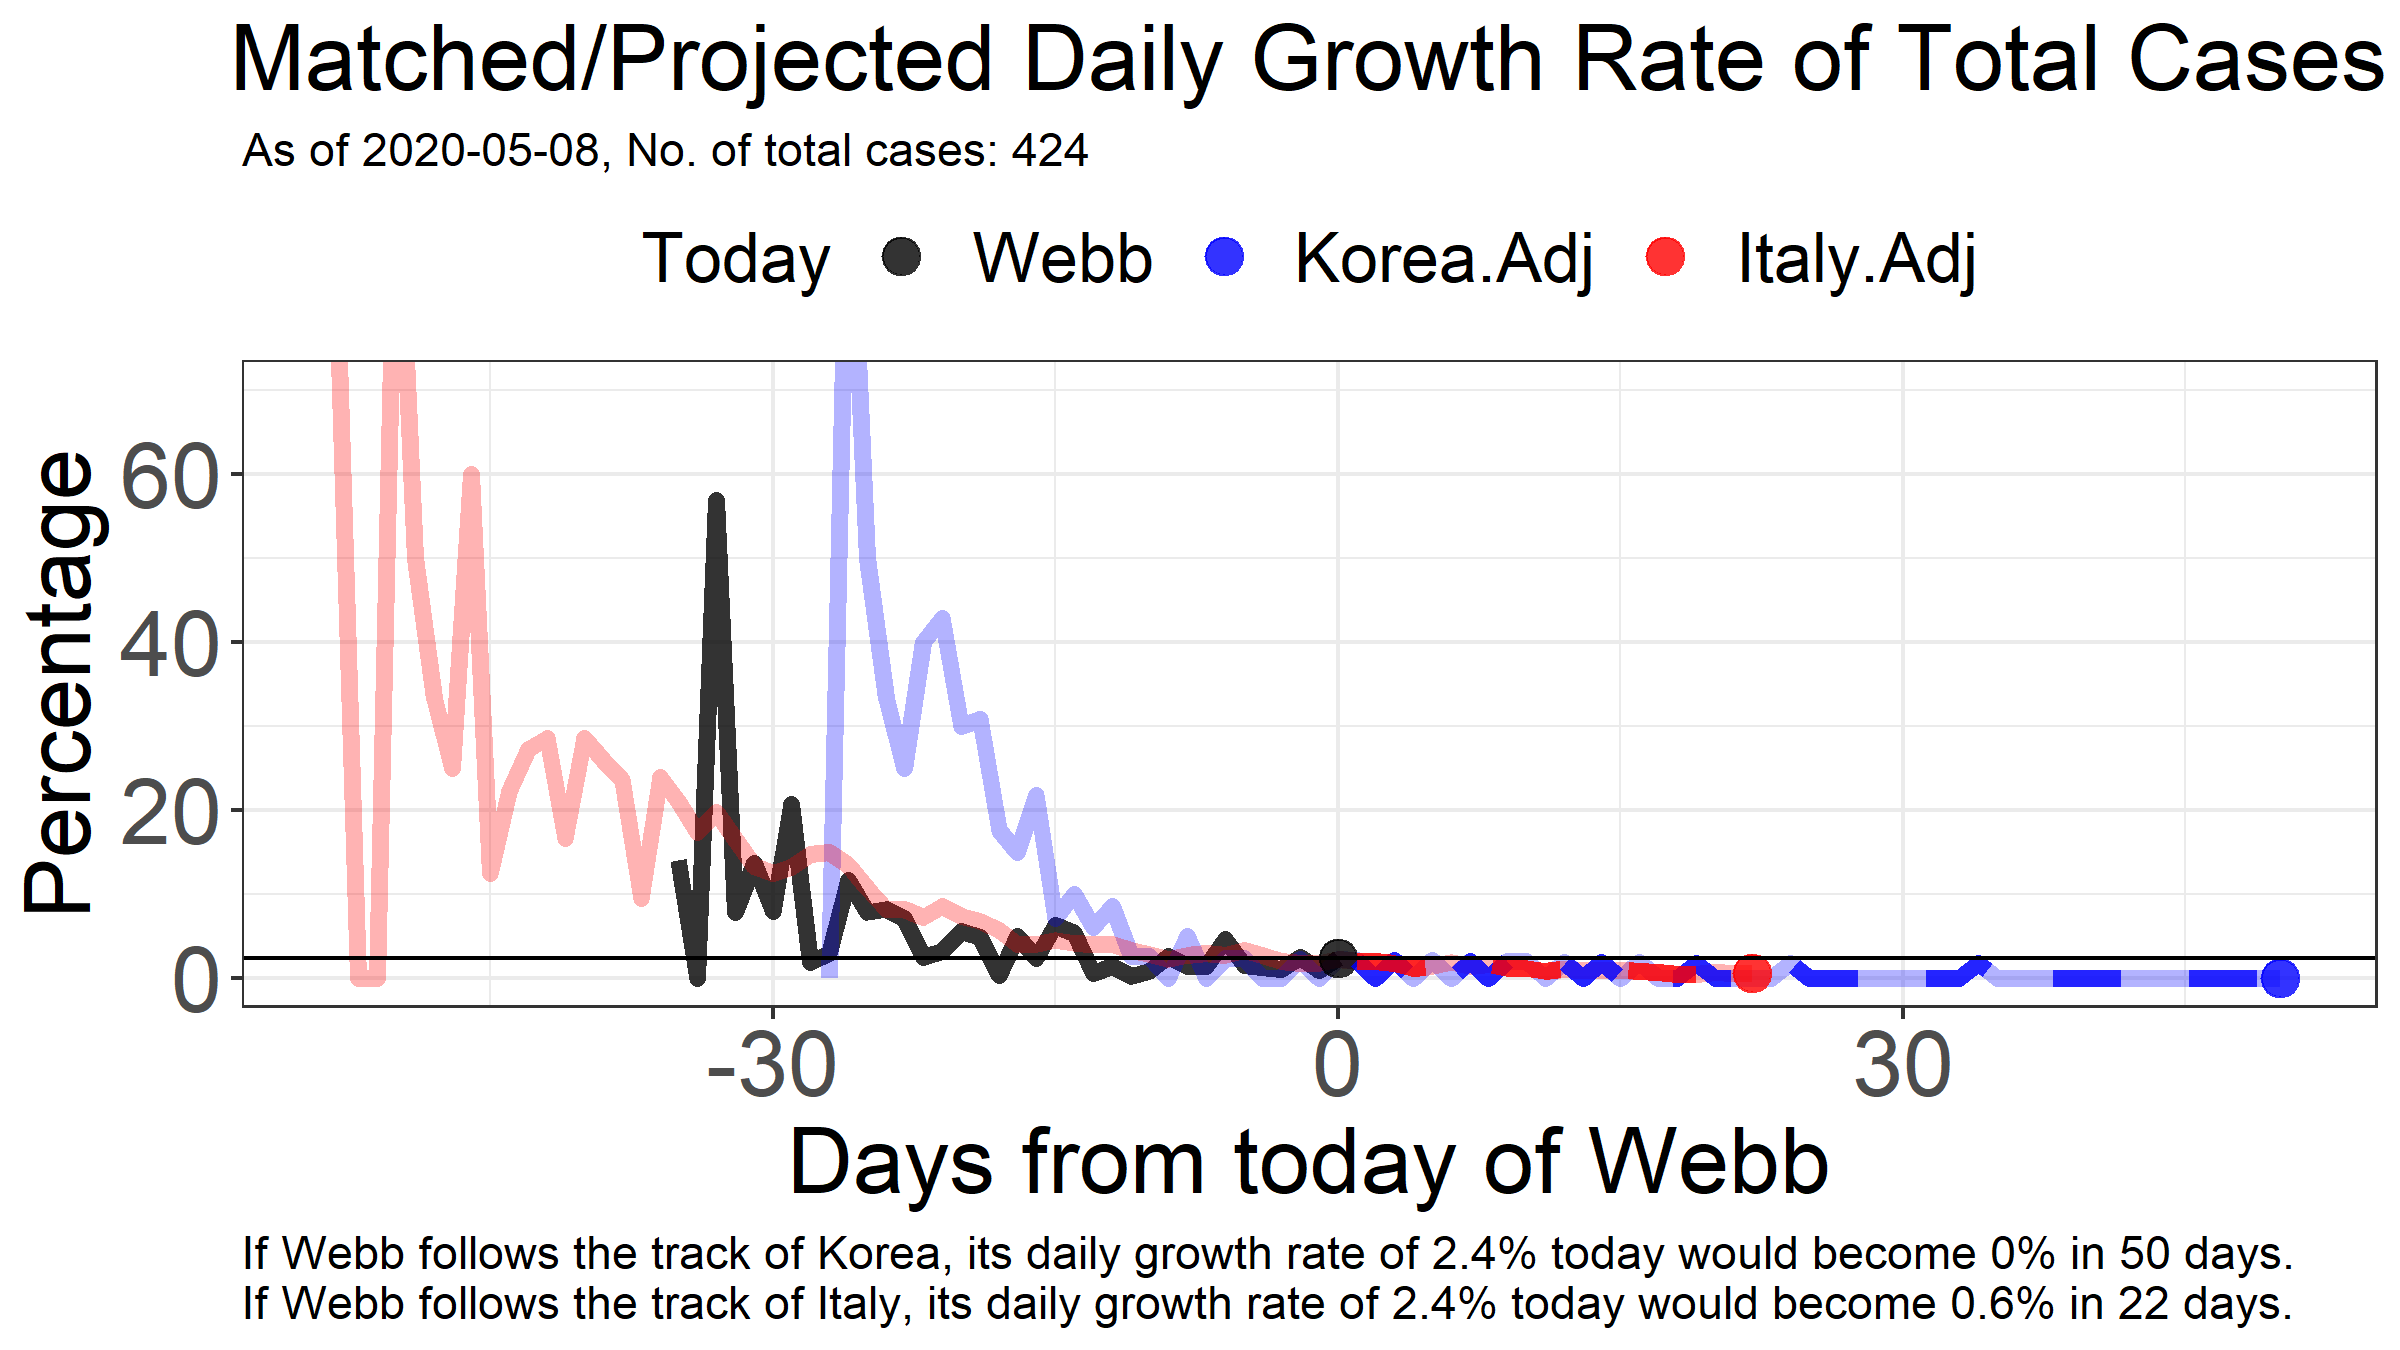 Matched/Projected Daily Growth Rate of Total Cases
As of 2020-05-08, No. of total cases: 424
Today Webb Korea.Adj Italy.Adj
Percentage
60
40
20
0
-30 0 30
Days from today of Webb
If Webb follows the track of Korea, its daily growth rate of 2.4% today would become 0% in 50 days.
If Webb follows the track of Italy, its daily growth rate of 2.4% today would become 0.6% in 22 days.